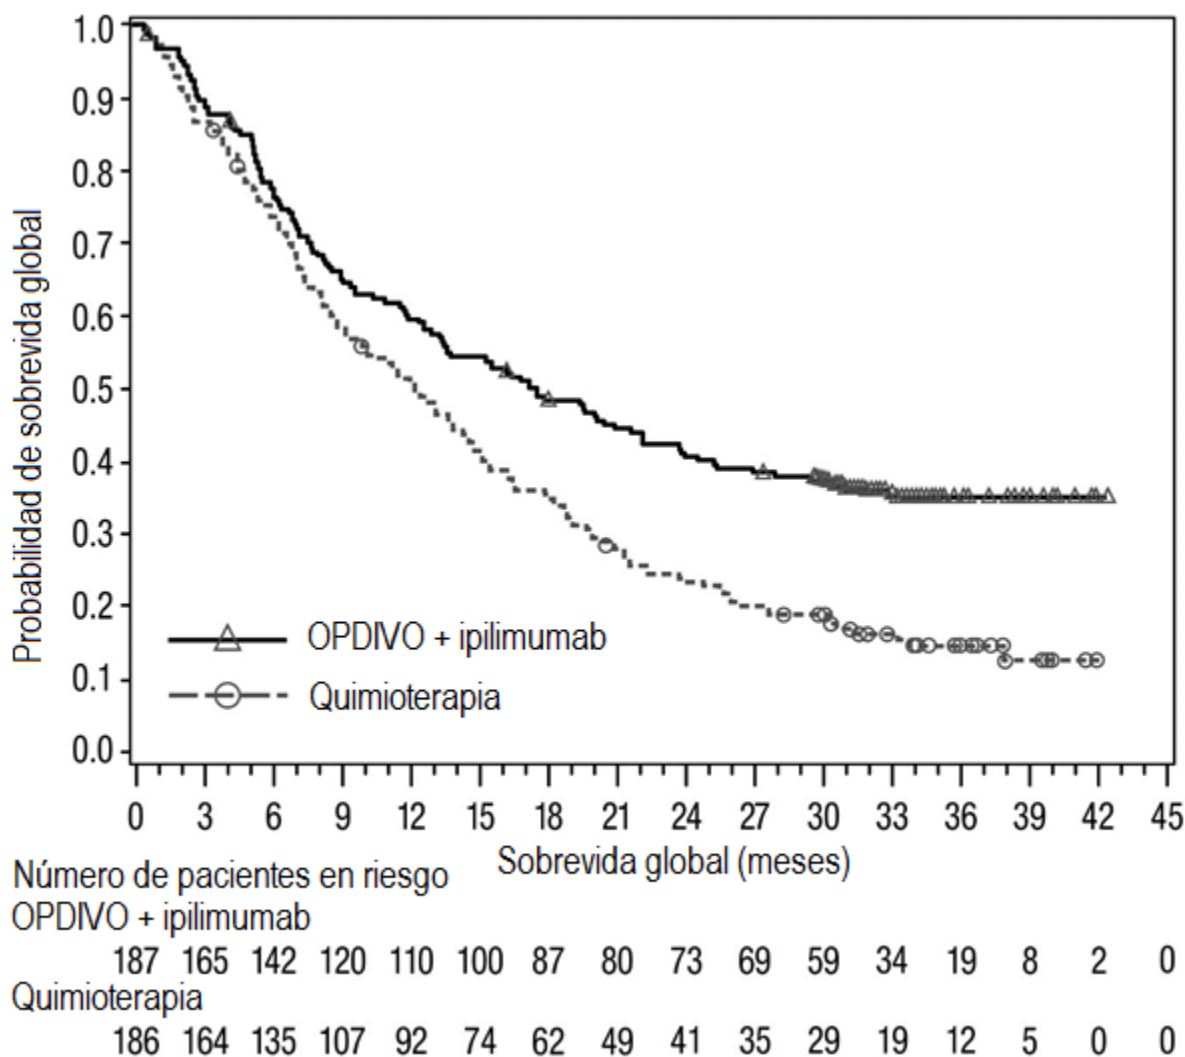 1.0
0.9
0.8
0.7
0.6
0.5
0.4
0.3
0.2
0.1
0.0
Probabilidad de sobrevida global
OPDIVO + ipilimumab
Quimioterapia
0 3 6 9 12 15 18 21 24 27 30 33 36 39 42 45
Sobrevida global (meses)
Número de pacientes en riesgo
OPDIVO + ipilimumab
187 165 142 120 110 100 87 80 73 69 59 34 19 8 2 0
Quimioterapia
186 164 135 107 92 74 62 49 41 35 29 19 12 5 0 0